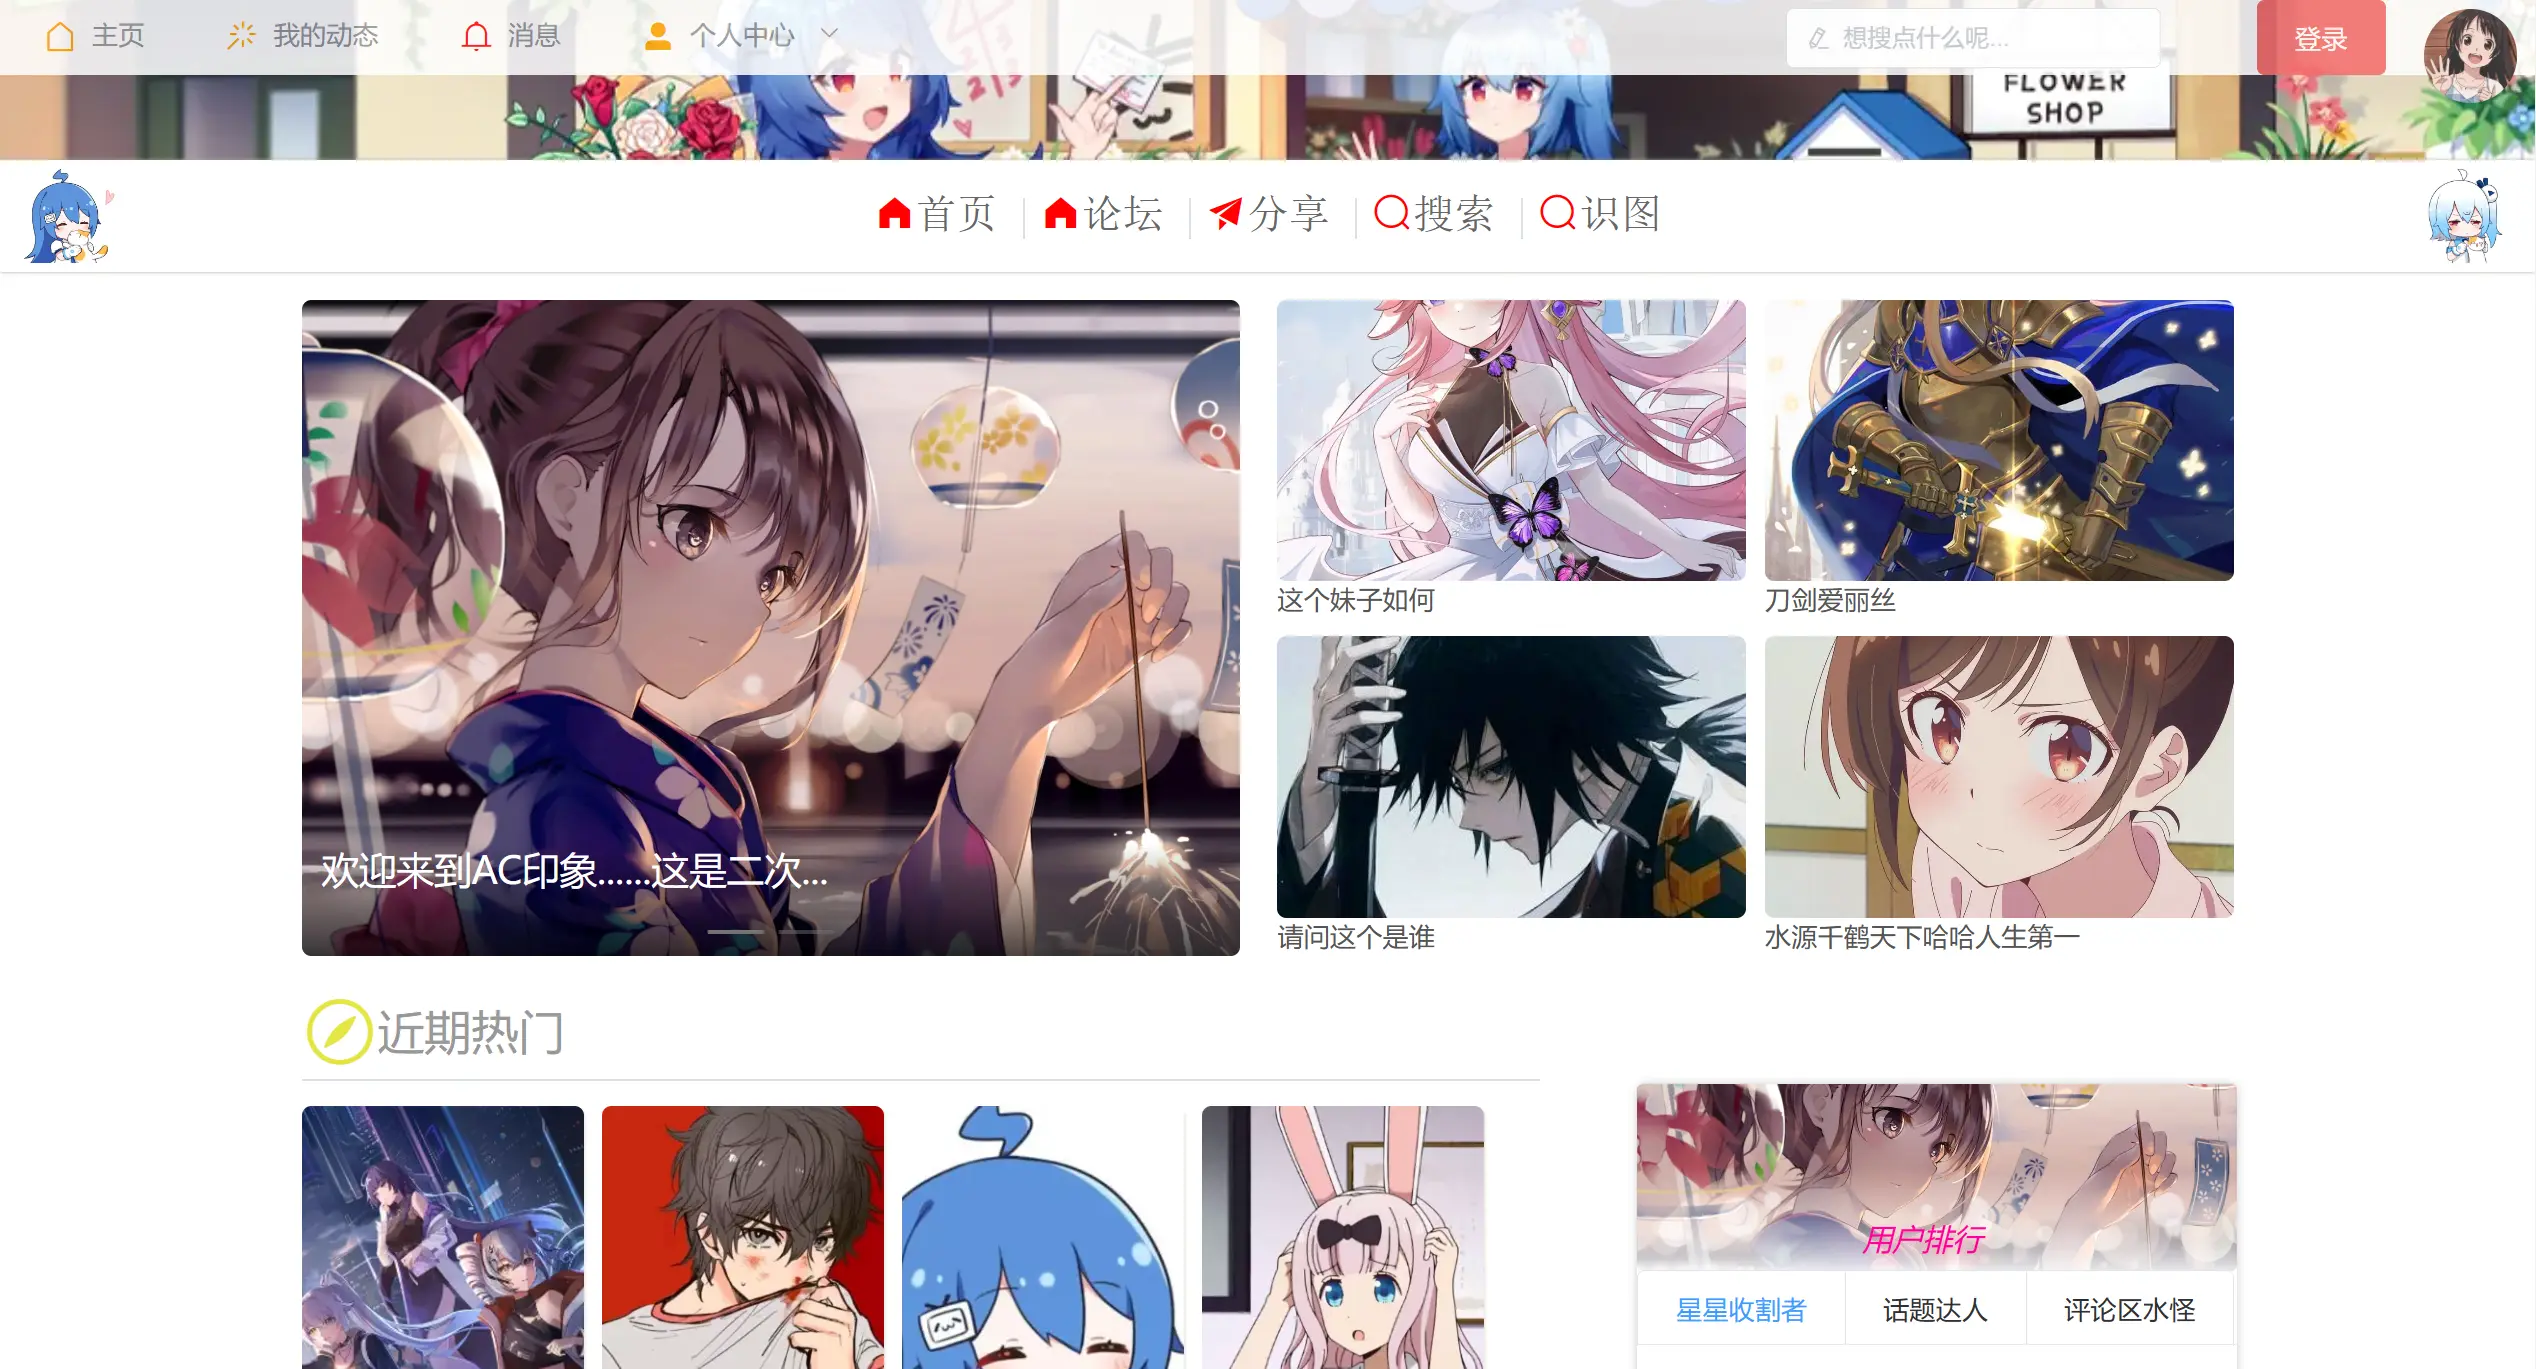 主页
我的动态
消息
个人中心
想搜点什么呢...
登录
FLOWER
SHOP
首页
论坛
分享
搜索
识图
欢迎来到AC印象......这是二次...
这个妹子如何
刀剑爱丽丝
请问这个是谁
水源千鹤天下哈哈人生第一
近期热门
用户排行
星星收割者
话题达人
评论区水怪